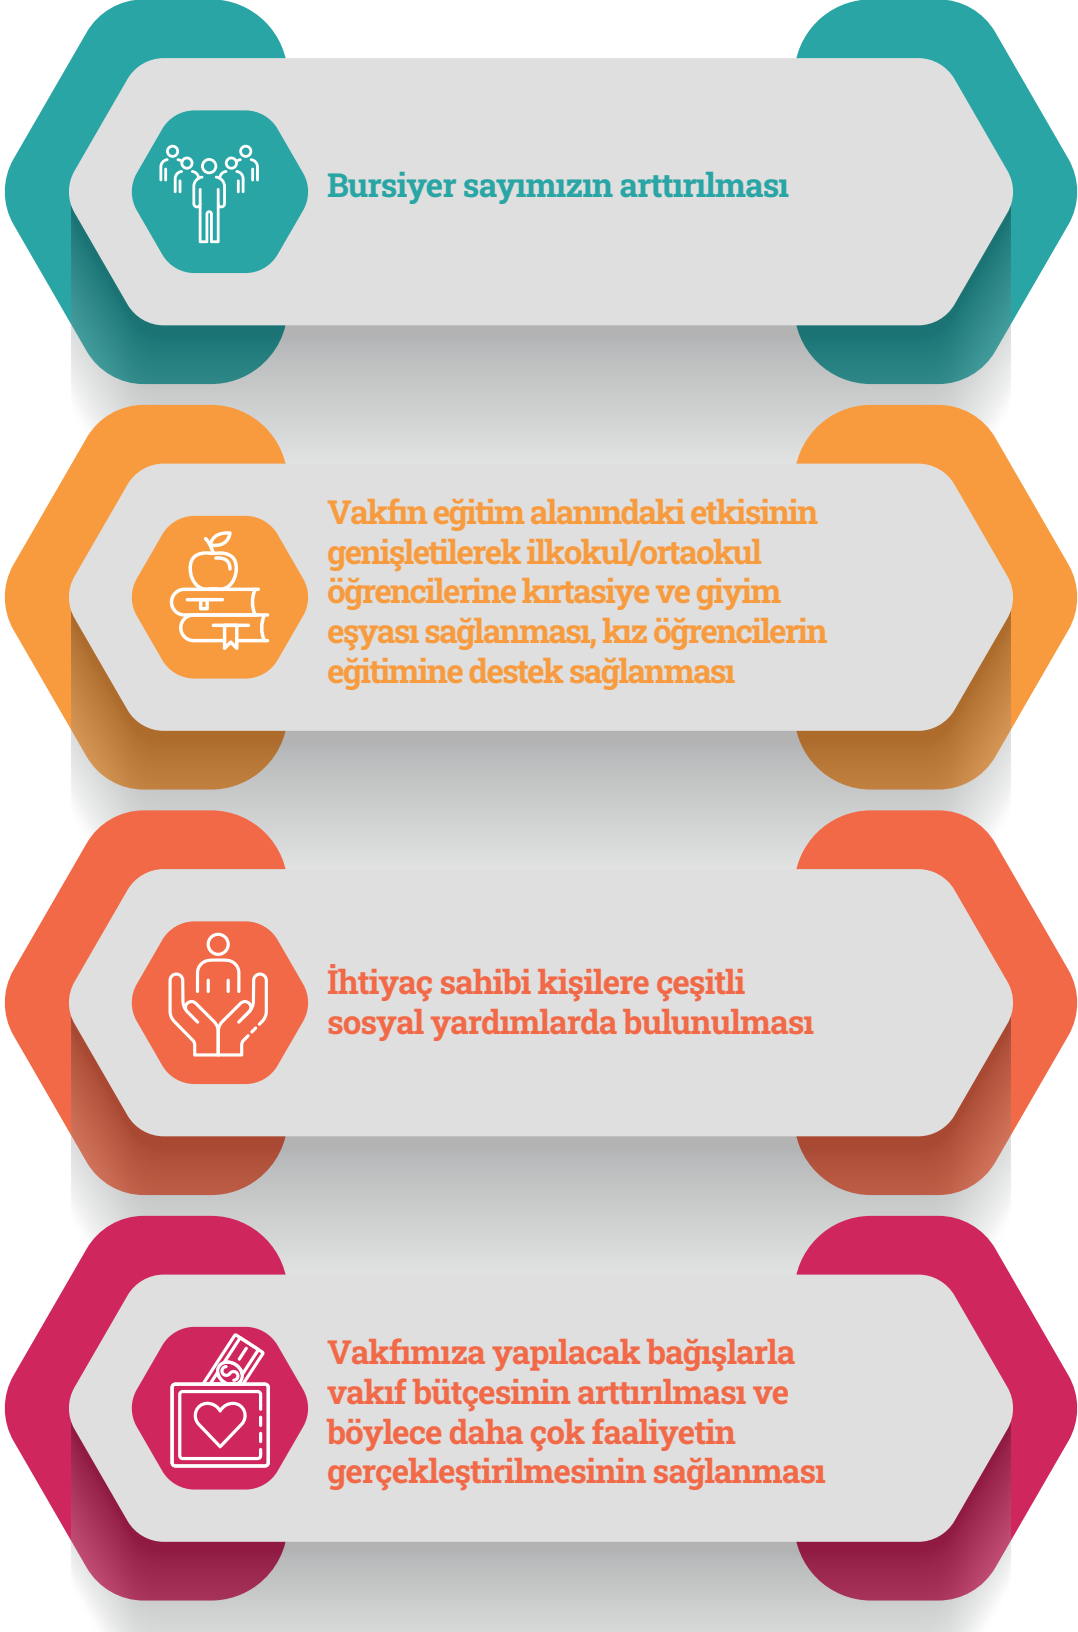 Bursiyer sayımızın arttırılması
Vakfın eğitim alanındaki etkisinin
genişletilerek ilkokul/ortaokul
öğrencilerine kırtasiye ve giyim
eşyası sağlanması, kız öğrencilerin
eğitimine destek sağlanması
İhtiyaç sahibi kişilere çeşitli
sosyal yardımlarda bulunulması
Vakfımıza yapılacak bağışlarla
vakıf bütçesinin arttırılması ve
böylece daha çok faaliyetin
gerçekleştirilmesinin sağlanması